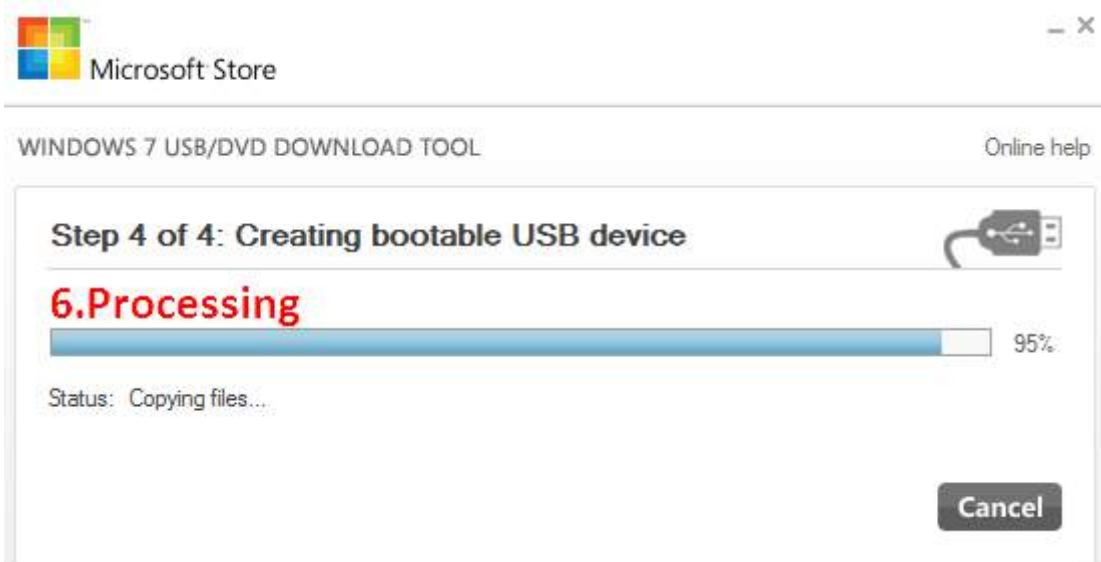 Microsoft Store
WINDOWS 7 USB/DVD DOWNLOAD TOOL Online help
Step 4 of 4: Creating bootable USB device
6.Processing
95%
Status: Copying files...
Cancel